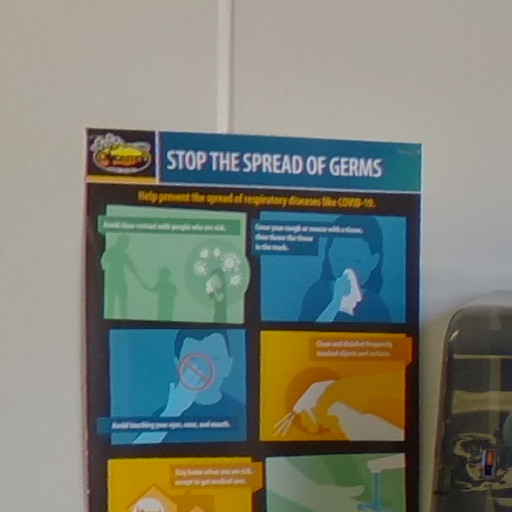 STOP THE SPREAD OF GERMS
Help prevent the spread of respiratory diseases like COVID-19.
Avoid close contact with people who are sick.
Cover your cough or sneeze with a tissue,
then throw the tissue
in the trash.
Avoid touching your eyes, nose, and mouth.
Clean and disinfect frequently
touched objects and surfaces.
Stay home when you are sick,
except to get medical care.